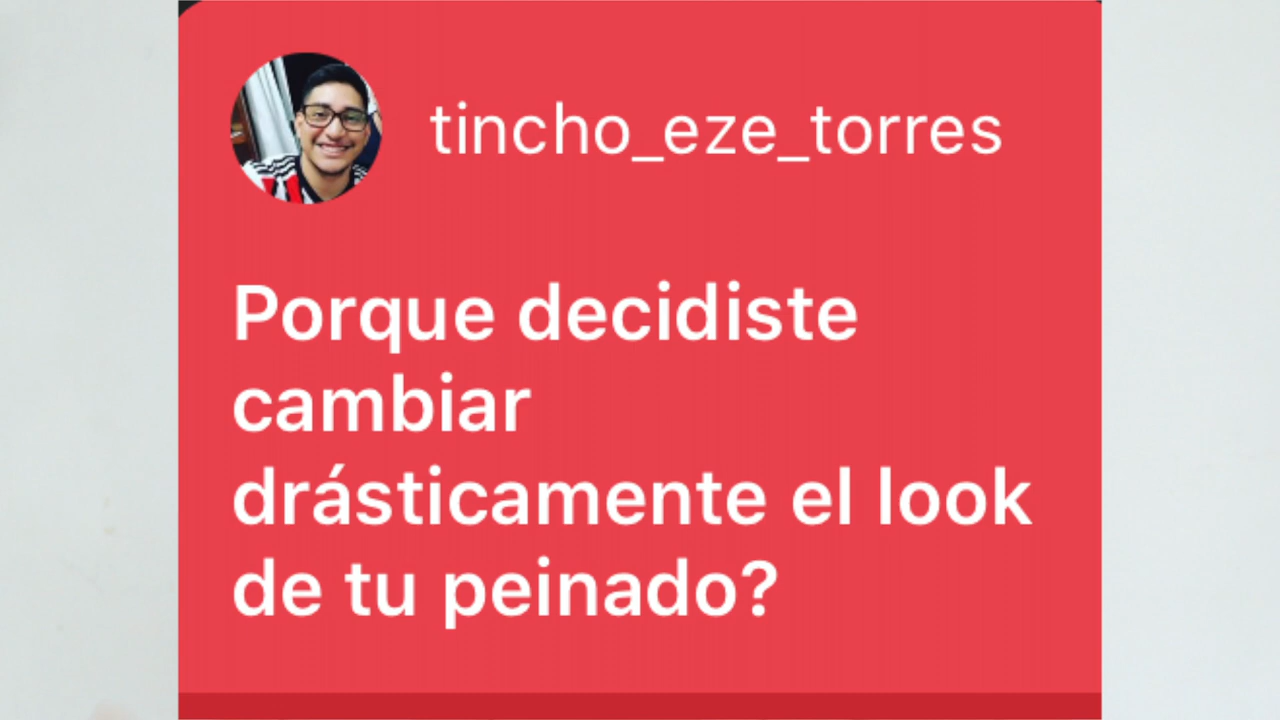 tincho_eze_torres
Porque decidiste
cambiar
drásticamente el look
de tu peinado?